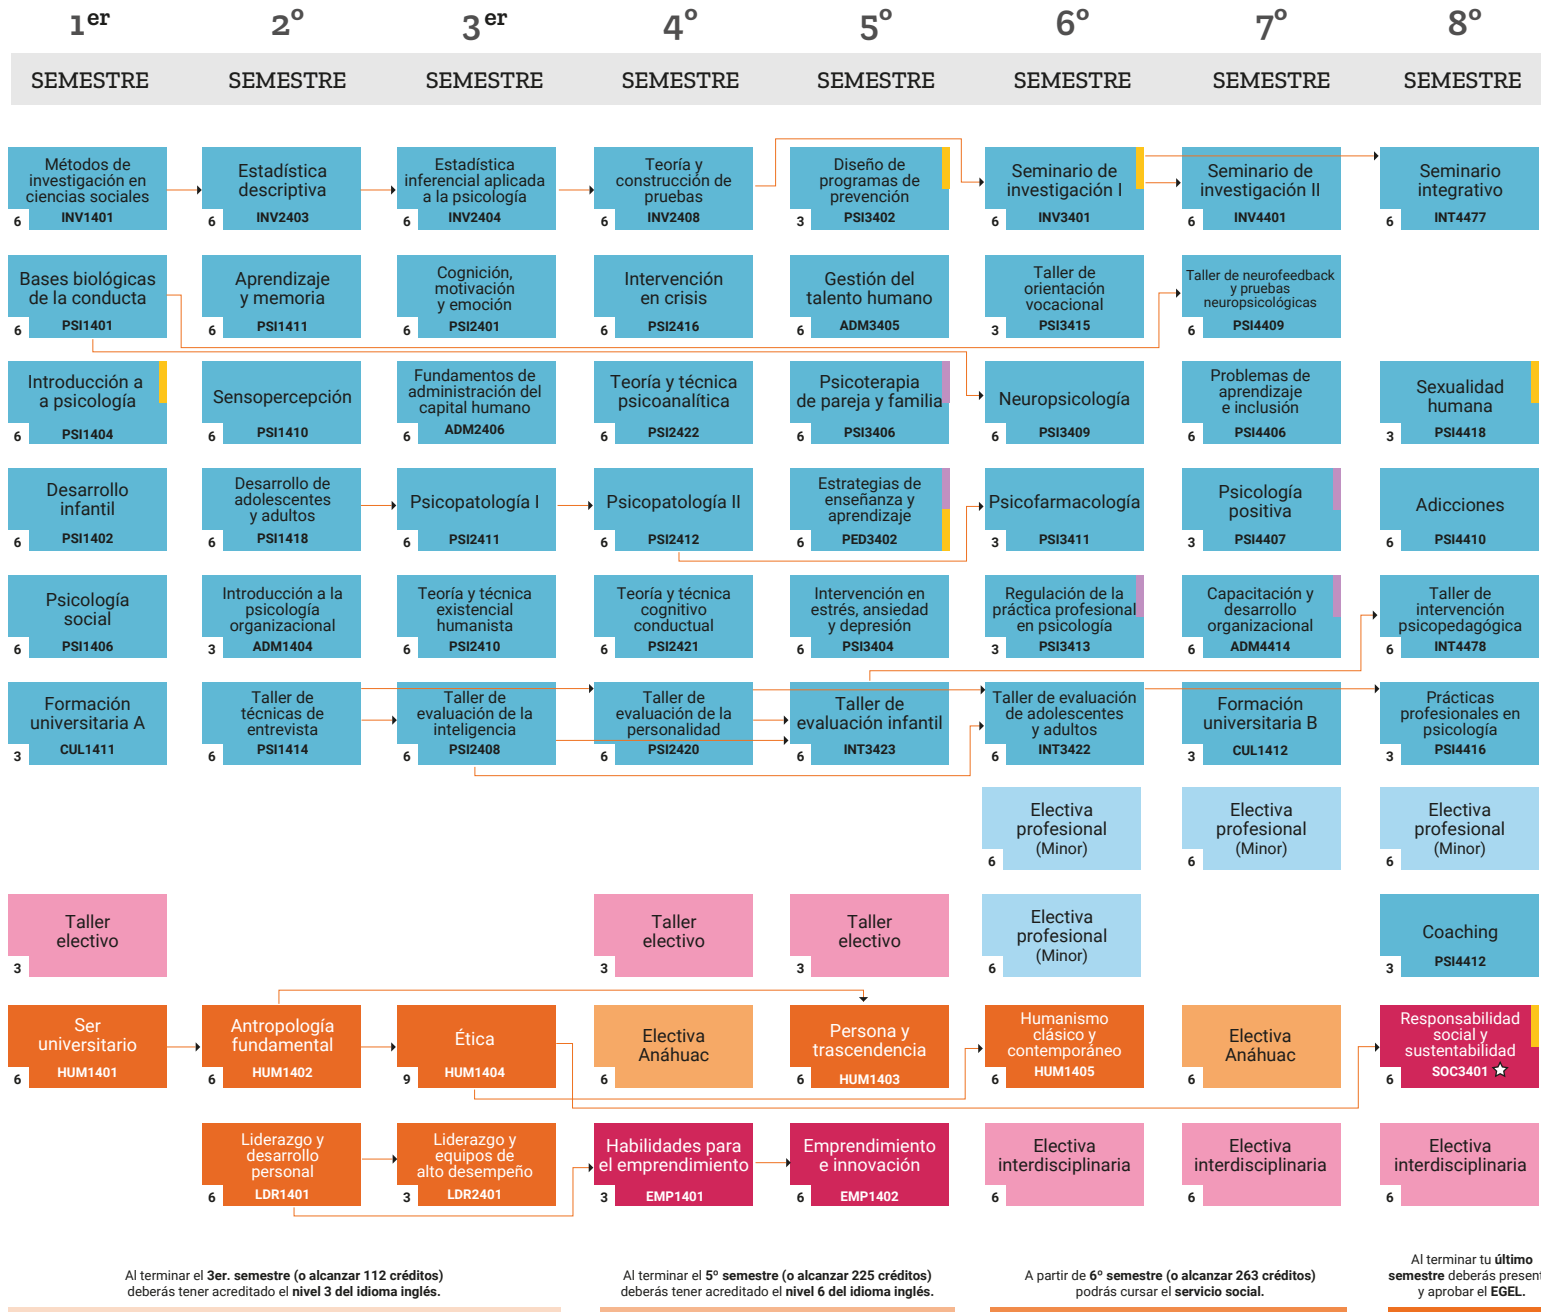 1er 2º 3er 4º 5º 6º 7º 8º
SEMESTRE SEMESTRE SEMESTRE SEMESTRE SEMESTRE SEMESTRE SEMESTRE SEMESTRE
Métodos de
investigación en
ciencias sociales
6 INV1401
Estadística
descriptiva
6 INV2403
Estadística
inferencial aplicada
a la psicología
6 INV2404
Teoría y
construcción de
pruebas
6 INV2408
Diseño de
programas de
prevención
3 PSI3402
Seminario de
investigación I
6 INV3401
Seminario de
investigación II
6 INV4401
Seminario
integrativo
6 INT4477
Bases biológicas
de la conducta
6 PSI1401
Aprendizaje
y memoria
6 PSI1411
Cognición,
motivación
y emoción
6 PSI2401
Intervención
en crisis
6 PSI2416
Gestión del
talento humano
6 ADM3405
Taller de
orientación
vocacional
3 PSI3415
Taller de neurofeedback
y pruebas
neuropsicológicas
6 PSI4409
Introducción a
a psicología
6 PSI1404
Sensopercepción
6 PSI1410
Fundamentos de
administración del
capital humano
6 ADM2406
Teoría y técnica
psicoanalítica
6 PSI2422
Psicoterapia
de pareja y familia
6 PSI3406
Neuropsicología
6 PSI3409
Problemas de
aprendizaje
e inclusión
6 PSI4406
Sexualidad
humana
3 PSI4418
Desarrollo
infantil
6 PSI1402
Desarrollo de
adolescentes
y adultos
6 PSI1418
Psicopatología I
6 PSI2411
Psicopatología II
6 PSI2412
Estrategias de
enseñanza y
aprendizaje
6 PED3402
Psicofarmacología
3 PSI3411
Psicología
positiva
3 PSI4407
Adicciones
6 PSI4410
Psicología
social
6 PSI1406
Introducción a la
psicología
organizacional
3 ADM1404
Teoría y técnica
existencial
humanista
6 PSI2410
Teoría y técnica
cognitivo
conductual
6 PSI2421
Intervención en
estrés, ansiedad
y depresión
6 PSI3404
Regulación de la
práctica profesional
en psicología
3 PSI3413
Capacitación y
desarrollo
organizacional
6 ADM4414
Taller de
intervención
psicopedagógica
6 INT4478
Formación
universitaria A
3 CUL1411
Taller de
técnicas de
entrevista
6 PSI1414
Taller de
evaluación de la
inteligencia
6 PSI2408
Taller de
evaluación de la
personalidad
6 PSI2420
Taller de
evaluación infantil
6 INT3423
Taller de evaluación
de adolescentes
y adultos
6 INT3422
Formación
universitaria B
3 CUL1412
Prácticas
profesionales en
psicología
3 PSI4416
Electiva
profesional
(Minor)
6
Electiva
profesional
(Minor)
6
Electiva
profesional
(Minor)
6
Taller
electivo
3
Taller
electivo
3
Taller
electivo
3
Electiva
profesional
(Minor)
6
Coaching
3 PSI4412
Ser
universitario
6 HUM1401
Antropología
fundamental
6 HUM1402
Ética
9 HUM1404
Electiva
Anáhuac
6
Persona y
trascendencia
6 HUM1403
Humanismo
clásico y
contemporáneo
6 HUM1405
Electiva
Anáhuac
6
Responsabilidad
social y
sustentabilidad
6 SOC3401
Liderazgo y
desarrollo
personal
6 LDR1401
Liderazgo y
equipos de
alto desempeño
3 LDR2401
Habilidades para
el emprendimiento
3 EMP1401
Emprendimiento
e innovación
6 EMP1402
Electiva
interdisciplinaria
6
Electiva
interdisciplinaria
6
Electiva
interdisciplinaria
6
Al terminar el 3er. semestre (o alcanzar 112 créditos)
deberás tener acreditado el nivel 3 del idioma inglés.
Al terminar el 5º semestre (o alcanzar 225 créditos)
deberás tener acreditado el nivel 6 del idioma inglés.
A partir de 6º semestre (o alcanzar 263 créditos)
podrás cursar el servicio social.
Al terminar tu último
semestre deberás present
y aprobar el EGEL.